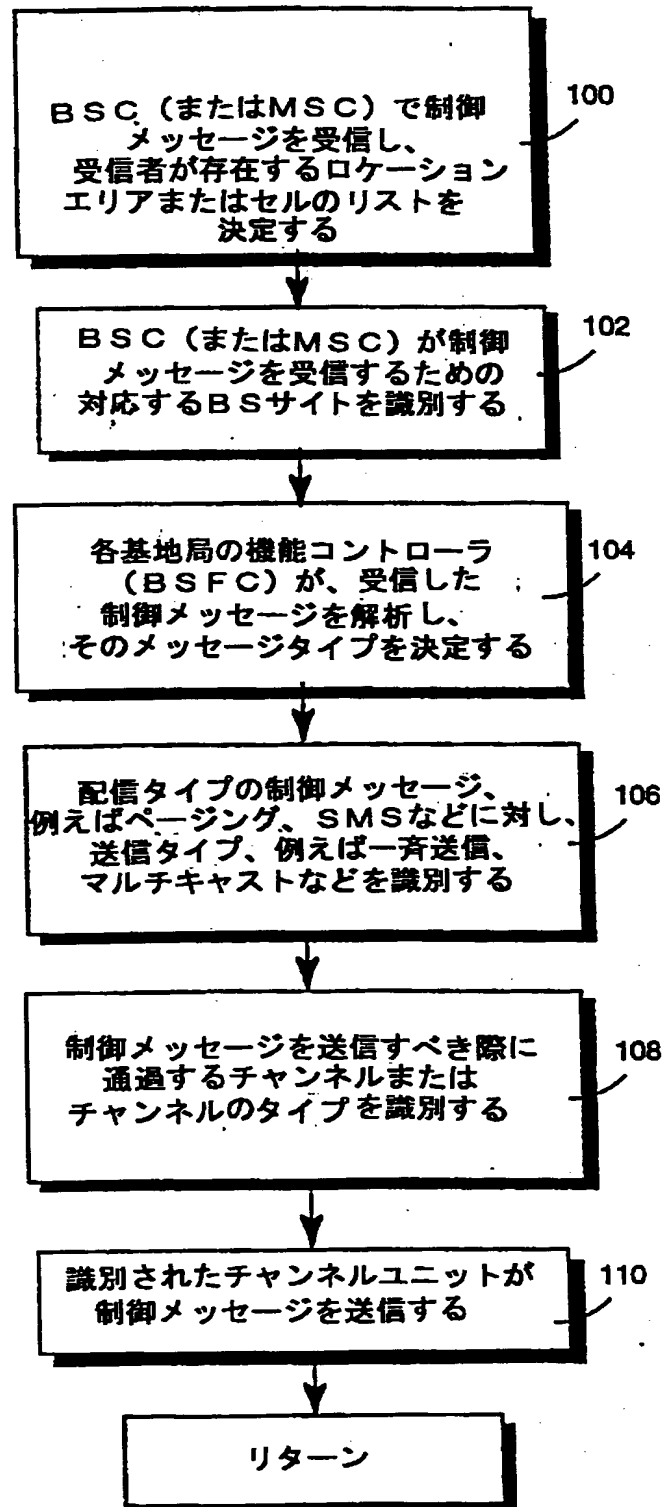 BSC(またはMSC)で制御
メッセージを受信し、
受信者が存在するロケーション
エリアまたはセルのリストを
決定する
100
BSC(またはMSC)が制御
メッセージを受信するための
対応するBSサイトを識別する
102
各基地局の機能コントローラ
(BSFC)が、受信した
制御メッセージを解析し、
そのメッセージタイプを決定する
104
配信タイプの制御メッセージ、
例えばページング、SMSなどに対し、
送信タイプ、例えば一斉送信、
マルチキャストなどを識別する
106
制御メッセージを送信すべき際に
通過するチャンネルまたは
チャンネルのタイプを識別する
108
識別されたチャンネルユニットが
制御メッセージを送信する
110
リターン